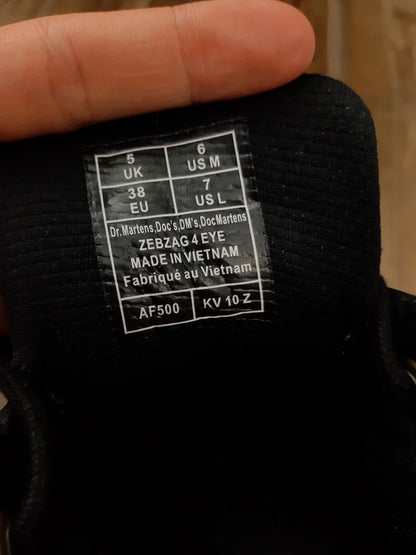 5 UK
6 US M
38 EU
7 US L
Dr.Martens,Doc's,DM's,DocMartens
ZEBZAG 4 EYE
MADE IN VIETNAM
Fabriqué au Vietnam
AF500
KV 10 Z